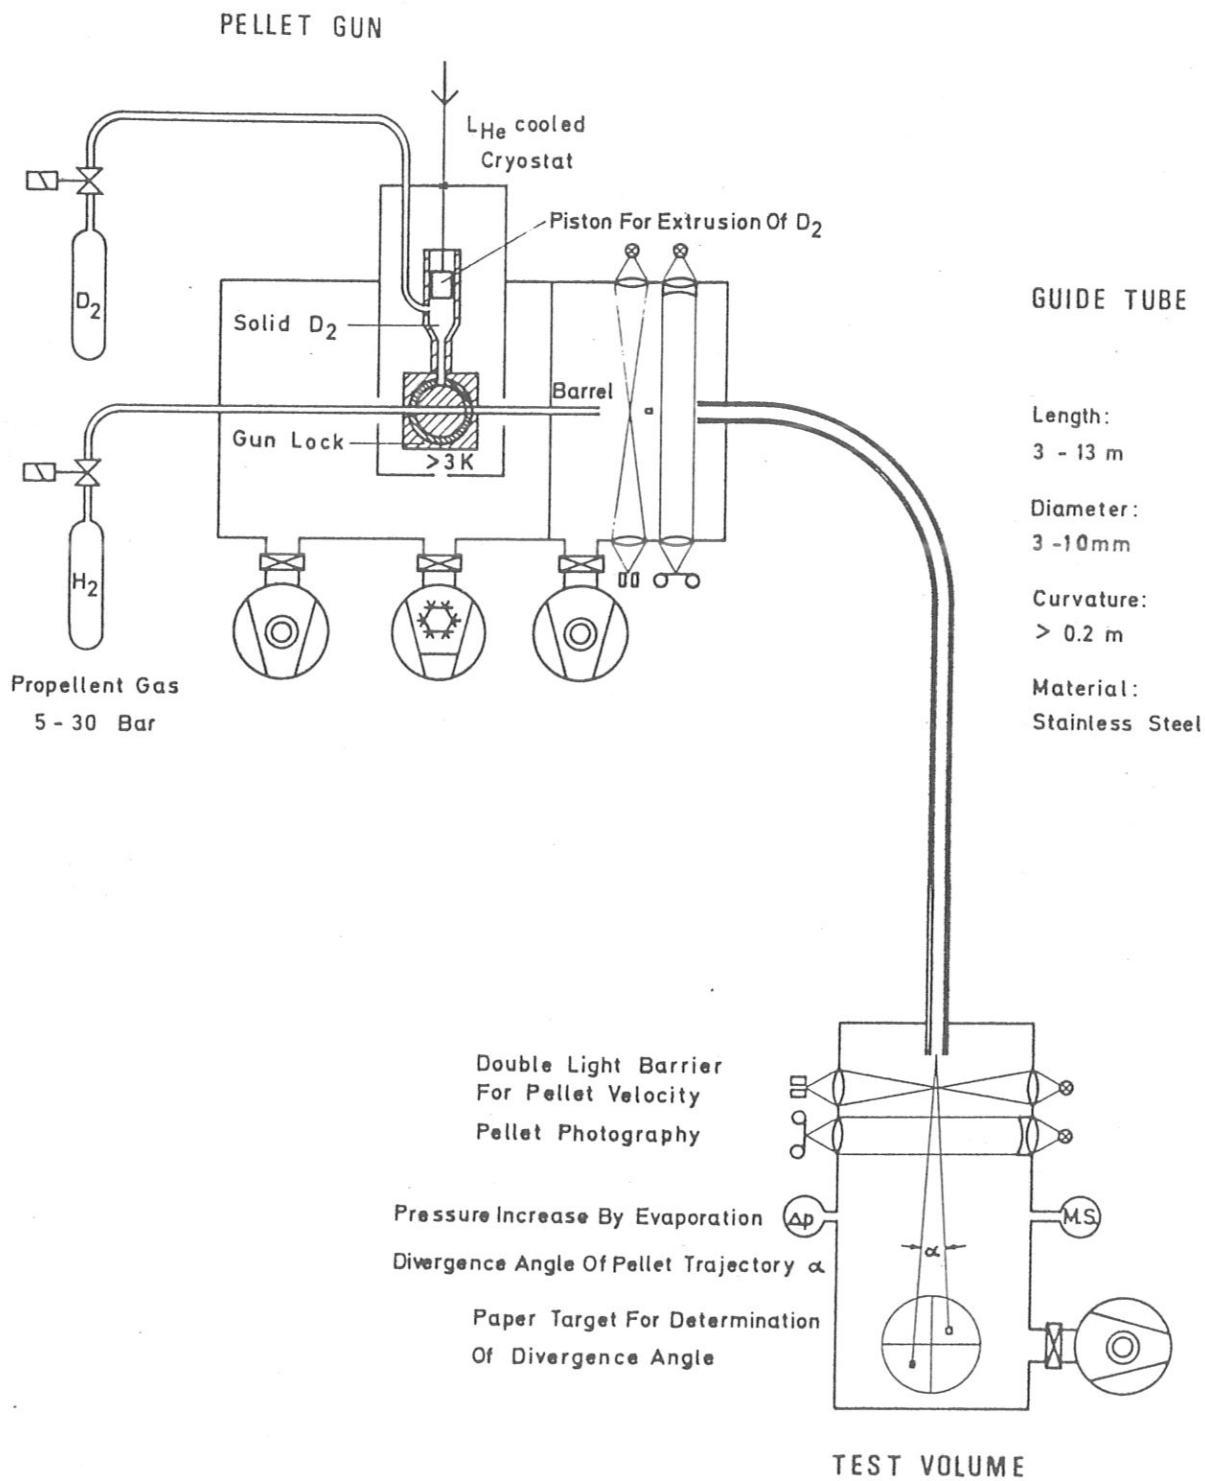 PELLET GUN
LHe cooled
Cryostat
Piston For Extrusion Of D2
D2
Solid D2
Barrel
Gun Lock
>3K
H2
Propellent Gas
5 - 30 Bar
GUIDE TUBE
Length:
3 - 13 m
Diameter:
3 - 10mm
Curvature:
> 0.2 m
Material:
Stainless Steel
Double Light Barrier
For Pellet Velocity
Pellet Photography
Pressure Increase By Evaporation
Δp
M.S.
Divergence Angle Of Pellet Trajectory α
α
Paper Target For Determination
Of Divergence Angle
TEST VOLUME